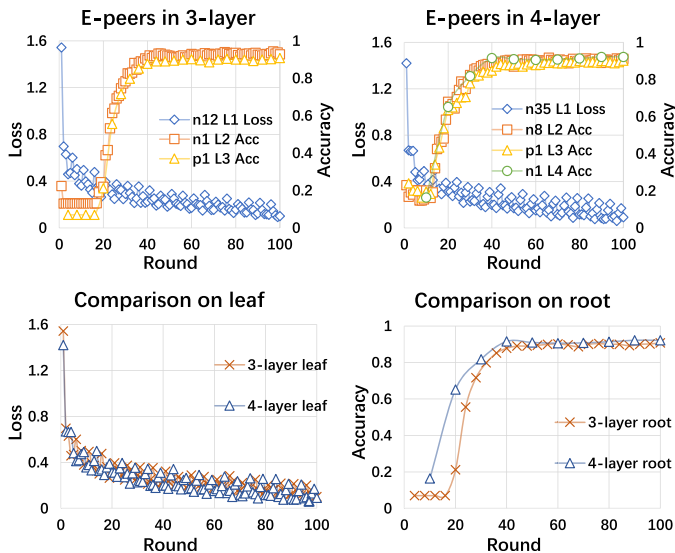 E-peers in 3-layer
1.6
1.2
0.8
0.4
0
1
0.8
0.6
0.4
0.2
0
Loss
Accuracy
n12 L1 Loss
n1 L2 Acc
p1 L3 Acc
0 20 40 60 80 100
Round
E-peers in 4-layer
1.6
1.2
0.8
0.4
0
1
0.8
0.6
0.4
0.2
0
Loss
Accuracy
n35 L1 Loss
n8 L2 Acc
p1 L3 Acc
n1 L4 Acc
0 20 40 60 80 100
Round
Comparison on leaf
1.6
1.2
0.8
0.4
0
Loss
3-layer leaf
4-layer leaf
0 20 40 60 80 100
Round
Comparison on root
1
0.8
0.6
0.4
0.2
0
Accuracy
3-layer root
4-layer root
0 20 40 60 80 100
Round